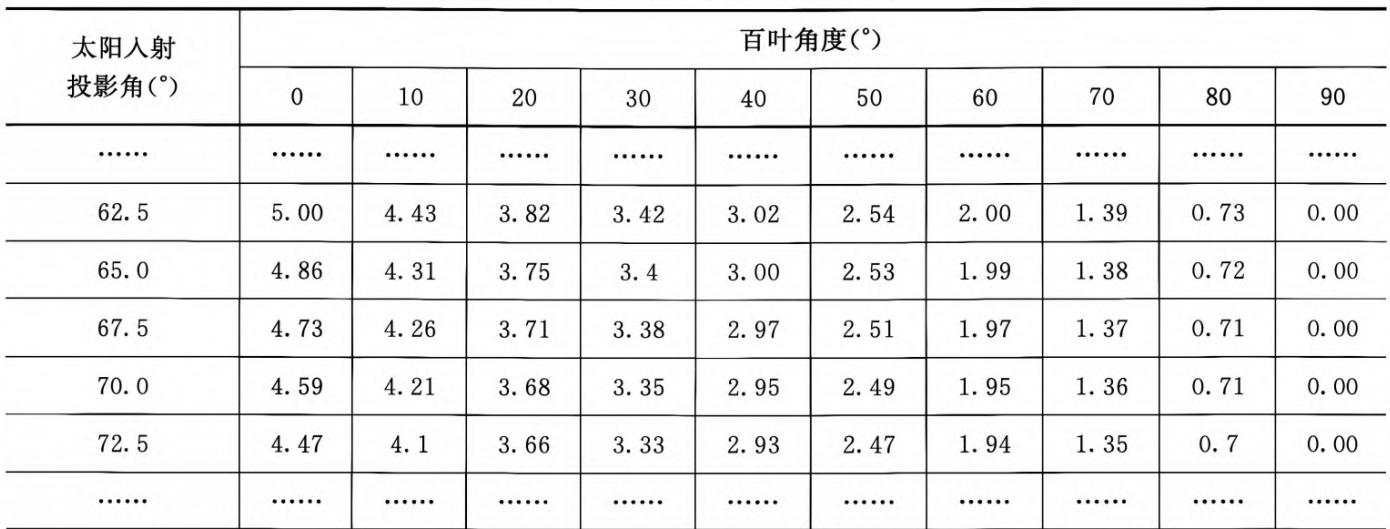 太阳入射
投影角(°)
百叶角度(°)
0 10 20 30 40 50 60 70 80 90
…… …… …… …… …… …… …… …… …… …… ……
62.5 5.00 4.43 3.82 3.42 3.02 2.54 2.00 1.39 0.73 0.00
65.0 4.86 4.31 3.75 3.4 3.00 2.53 1.99 1.38 0.72 0.00
67.5 4.73 4.26 3.71 3.38 2.97 2.51 1.97 1.37 0.71 0.00
70.0 4.59 4.21 3.68 3.35 2.95 2.49 1.95 1.36 0.71 0.00
72.5 4.47 4.1 3.66 3.33 2.93 2.47 1.94 1.35 0.7 0.00
…… …… …… …… …… …… …… …… …… …… ……